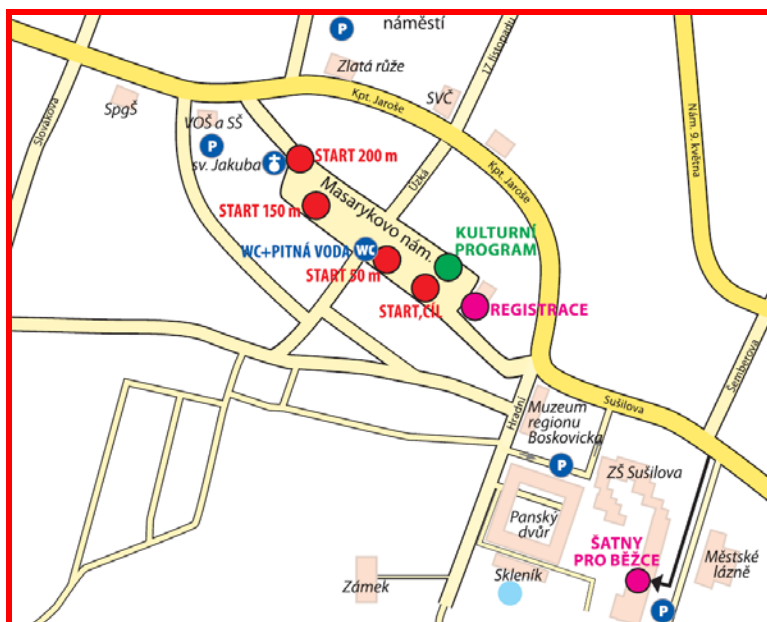 náměstí
P
Zlatá růže
17. listopadu
Kpt. Jaroše
SVČ
Slovákova
SpgŠ
VOŠ a SŠ
P
sv. Jakuba
START 200 m
Kpt. Jaroše
Nám. 9. května
Úzká
Masarykovo nám.
START 150 m
KULTURNÍ
PROGRAM
WC+PITNÁ VODA
WC
START 50 m
START,CÍL
REGISTRACE
Šemberova
Sušilova
Hradní
Muzeum
regionu
Boskovicka
P
ZŠ Sušilova
Panský
dvůr
ŠATNY
PRO BĚŽCE
Městské
lázně
Skleník
Zámek
P